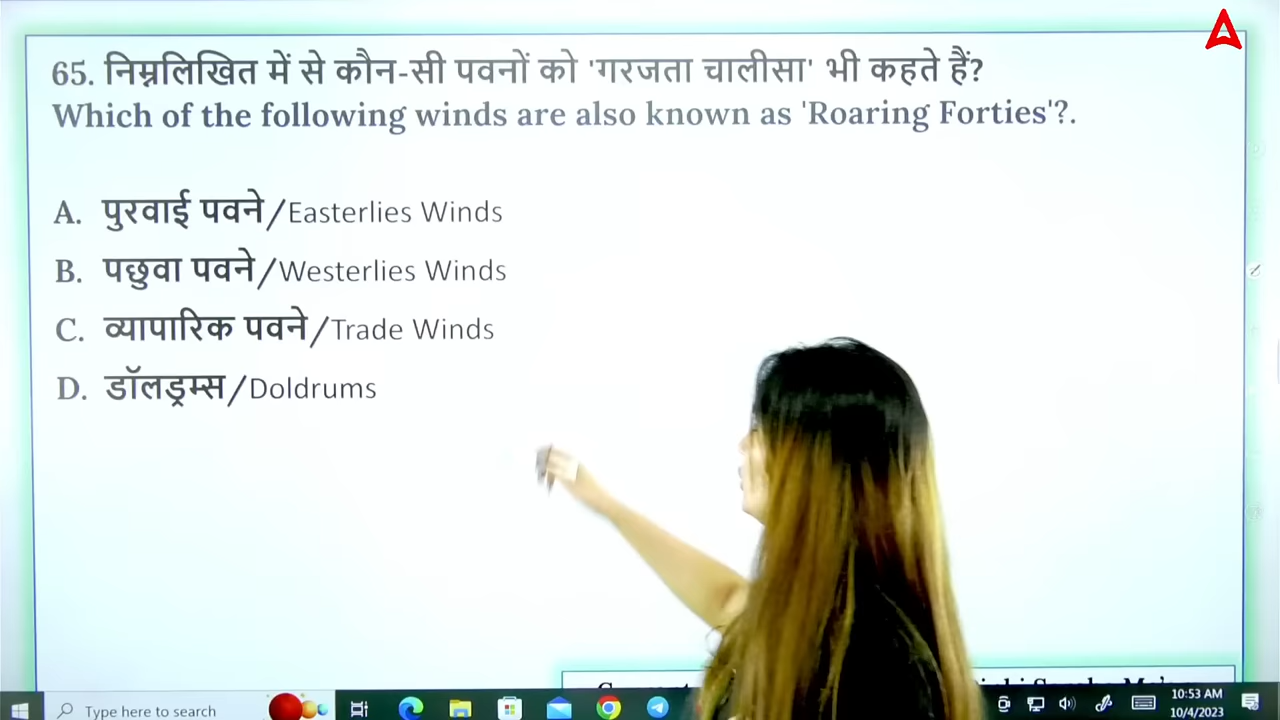 65. निम्नलिखित में से कौन-सी पवनों को 'गरजता चालीसा' भी कहते हैं?
Which of the following winds are also known as 'Roaring Forties'?.
A. पुरवाई पवने/Easterlies Winds
B. पछुवा पवने/Westerlies Winds
C. व्यापारिक पवने/Trade Winds
D. डॉलड्रम्स/Doldrums
Type here to search
10:53 AM
10/4/2023